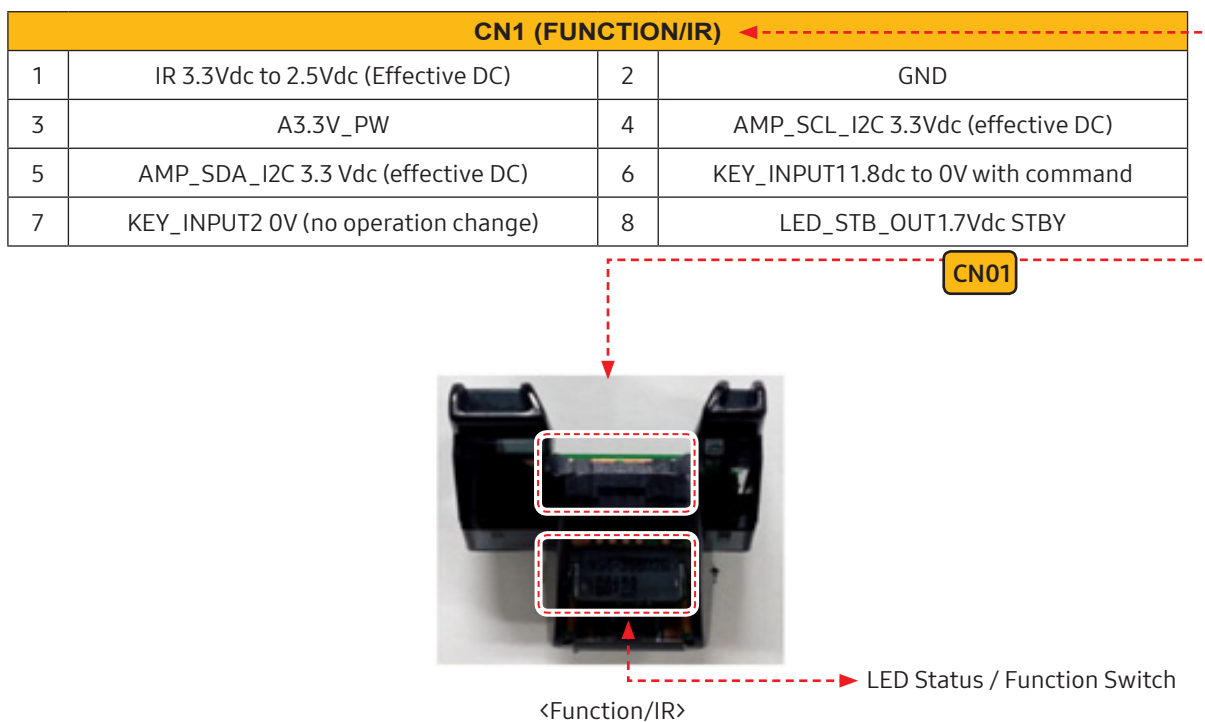 CN1 (FUNCTION/IR)
1 IR 3.3Vdc to 2.5Vdc (Effective DC) 2 GND
3 A3.3V_PW 4 AMP_SCL_I2C 3.3Vdc (effective DC)
5 AMP_SDA_I2C 3.3 Vdc (effective DC) 6 KEY_INPUT11.8dc to 0V with command
7 KEY_INPUT2 0V (no operation change) 8 LED_STB_OUT1.7Vdc STBY
CN01
LED Status / Function Switch
<Function/IR>